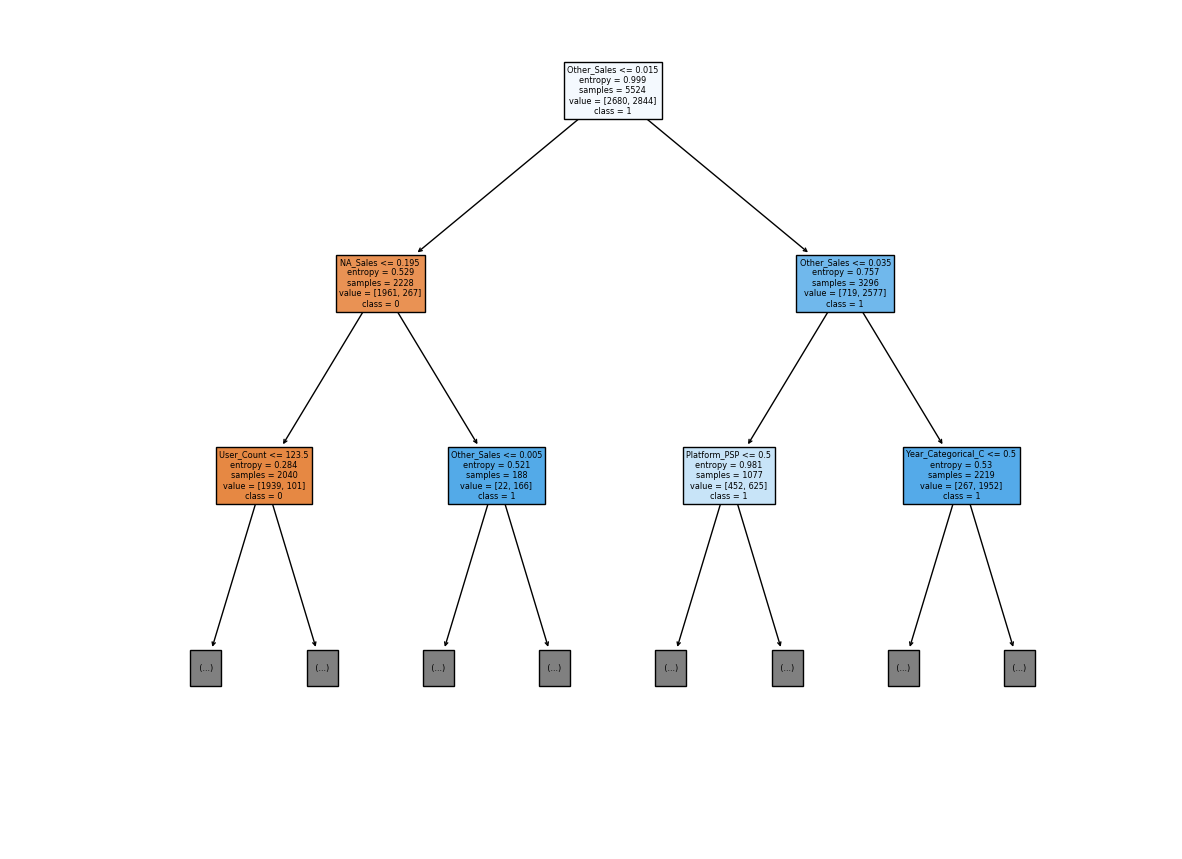 Other_Sales <= 0.015
entropy = 0.999
samples = 5524
value = [2680, 2844]
class = 1
NA_Sales <= 0.195
entropy = 0.529
samples = 2228
value = [1961, 267]
class = 0
Other_Sales <= 0.035
entropy = 0.757
samples = 3296
value = [719, 2577]
class = 1
User_Count <= 123.5
entropy = 0.284
samples = 2040
value = [1939, 101]
class = 0
Other_Sales <= 0.005
entropy = 0.521
samples = 188
value = [22, 166]
class = 1
Platform_PSP <= 0.5
entropy = 0.981
samples = 1077
value = [452, 625]
class = 1
Year_Categorical_C <= 0.5
entropy = 0.53
samples = 2219
value = [267, 1952]
class = 1
(...)
(...)
(...)
(...)
(...)
(...)
(...)
(...)